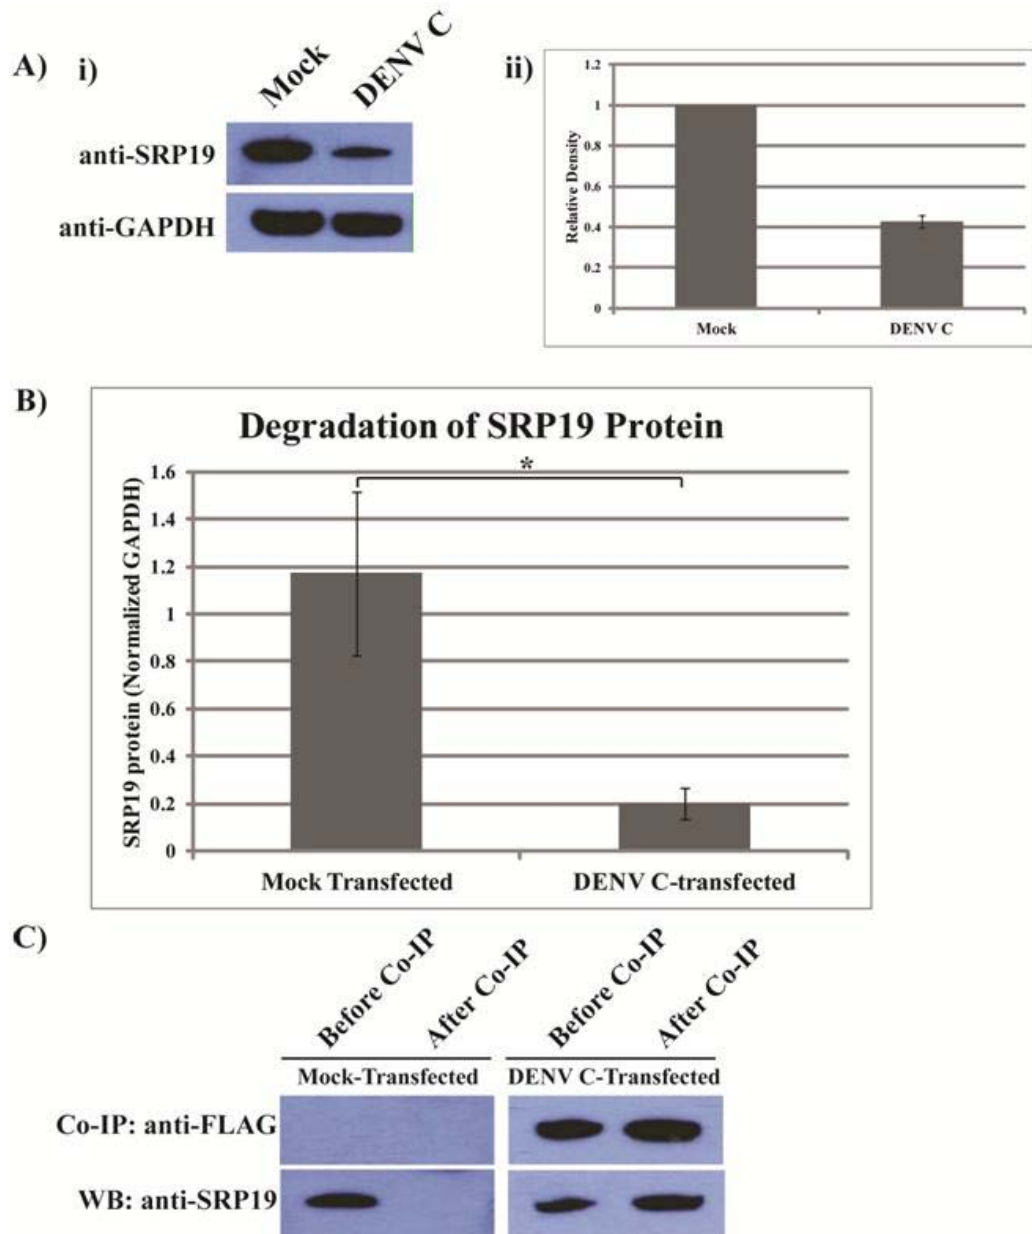 A)
i)
Mock
DENV C
anti-SRP19
anti-GAPDH
ii)
Relative Density
1.2
1
0.8
0.6
0.4
0.2
0
Mock
DENV C
B)
Degradation of SRP19 Protein
*
SRP19 protein (Normalized GAPDH)
1.6
1.4
1.2
1
0.8
0.6
0.4
0.2
0
Mock Transfected
DENV C-transfected
C)
Before Co-IP
After Co-IP
Before Co-IP
After Co-IP
Mock-Transfected
DENV C-Transfected
Co-IP: anti-FLAG
WB: anti-SRP19